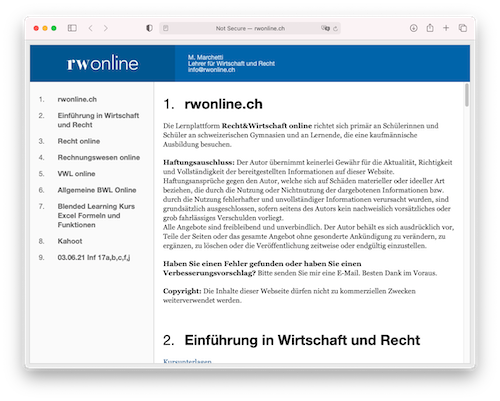 Not Secure — rwonline.ch
rwonline
M. Marchetti
Lehrer für Wirtschaft und Recht
info@rwonline.ch
1. rwonline.ch
2. Einführung in Wirtschaft
und Recht
3. Recht online
4. Rechnungswesen online
5. VWL online
6. Allgemeine BWL Online
7. Blended Learning Kurs
Excel Formeln und
Funktionen
8. Kahoot
9. 03.06.21 Inf 17a,b,c,f,j
1. rwonline.ch
Die Lernplattform Recht&Wirtschaft online richtet sich primär an Schülerinnen und
Schüler an schweizerischen Gymnasien und an Lernende, die eine kaufmännische
Ausbildung besuchen.
Haftungsauschluss: Der Autor übernimmt keinerlei Gewähr für die Aktualität, Richtigkeit
und Vollständigkeit der bereitgestellten Informationen auf dieser Website.
Haftungsansprüche gegen den Autor, welche sich auf Schäden materieller oder ideeller Art
beziehen, die durch die Nutzung oder Nichtnutzung der dargebotenen Informationen bzw.
durch die Nutzung fehlerhafter und unvollständiger Informationen verursacht wurden, sind
grundsätzlich ausgeschlossen, sofern seitens des Autors kein nachweislich vorsätzliches oder
grob fahrlässiges Verschulden vorliegt.
Alle Angebote sind freibleibend und unverbindlich. Der Autor behält es sich ausdrücklich vor,
Teile der Seiten oder das gesamte Angebot ohne gesonderte Ankündigung zu verändern, zu
ergänzen, zu löschen oder die Veröffentlichung zeitweise oder endgültig einzustellen.
Haben Sie einen Fehler gefunden oder haben Sie einen
Verbesserungsvorschlag? Bitte senden Sie mir eine E-Mail. Besten Dank im Voraus.
Copyright: Die Inhalte dieser Webseite dürfen nicht zu kommerziellen Zwecken
weiterverwendet werden.
2. Einführung in Wirtschaft und Recht
Kursunterlagen